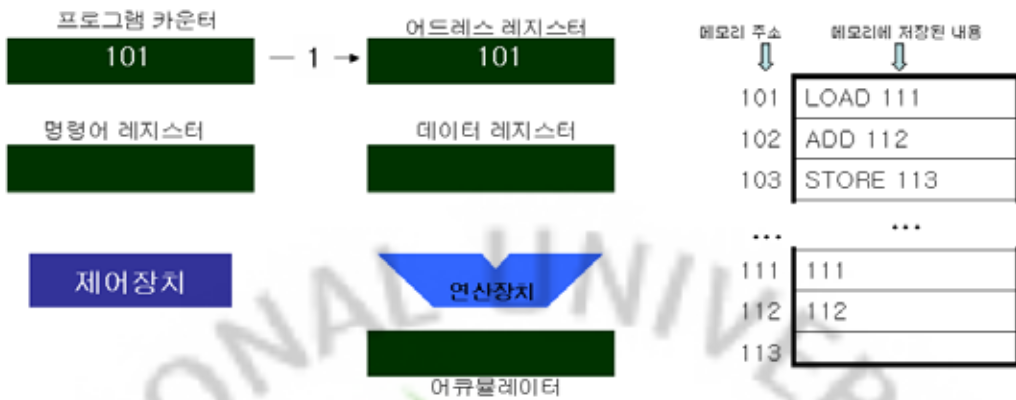 프로그램 카운터
101
— 1 →
어드레스 레지스터
101
명령어 레지스터
데이터 레지스터
제어장치
연산장치
어큐뮬레이터
메모리 주소 메모리에 저장된 내용
101 LOAD 111
102 ADD 112
103 STORE 113
... ...
111 111
112 112
113
ONAL UNIVER